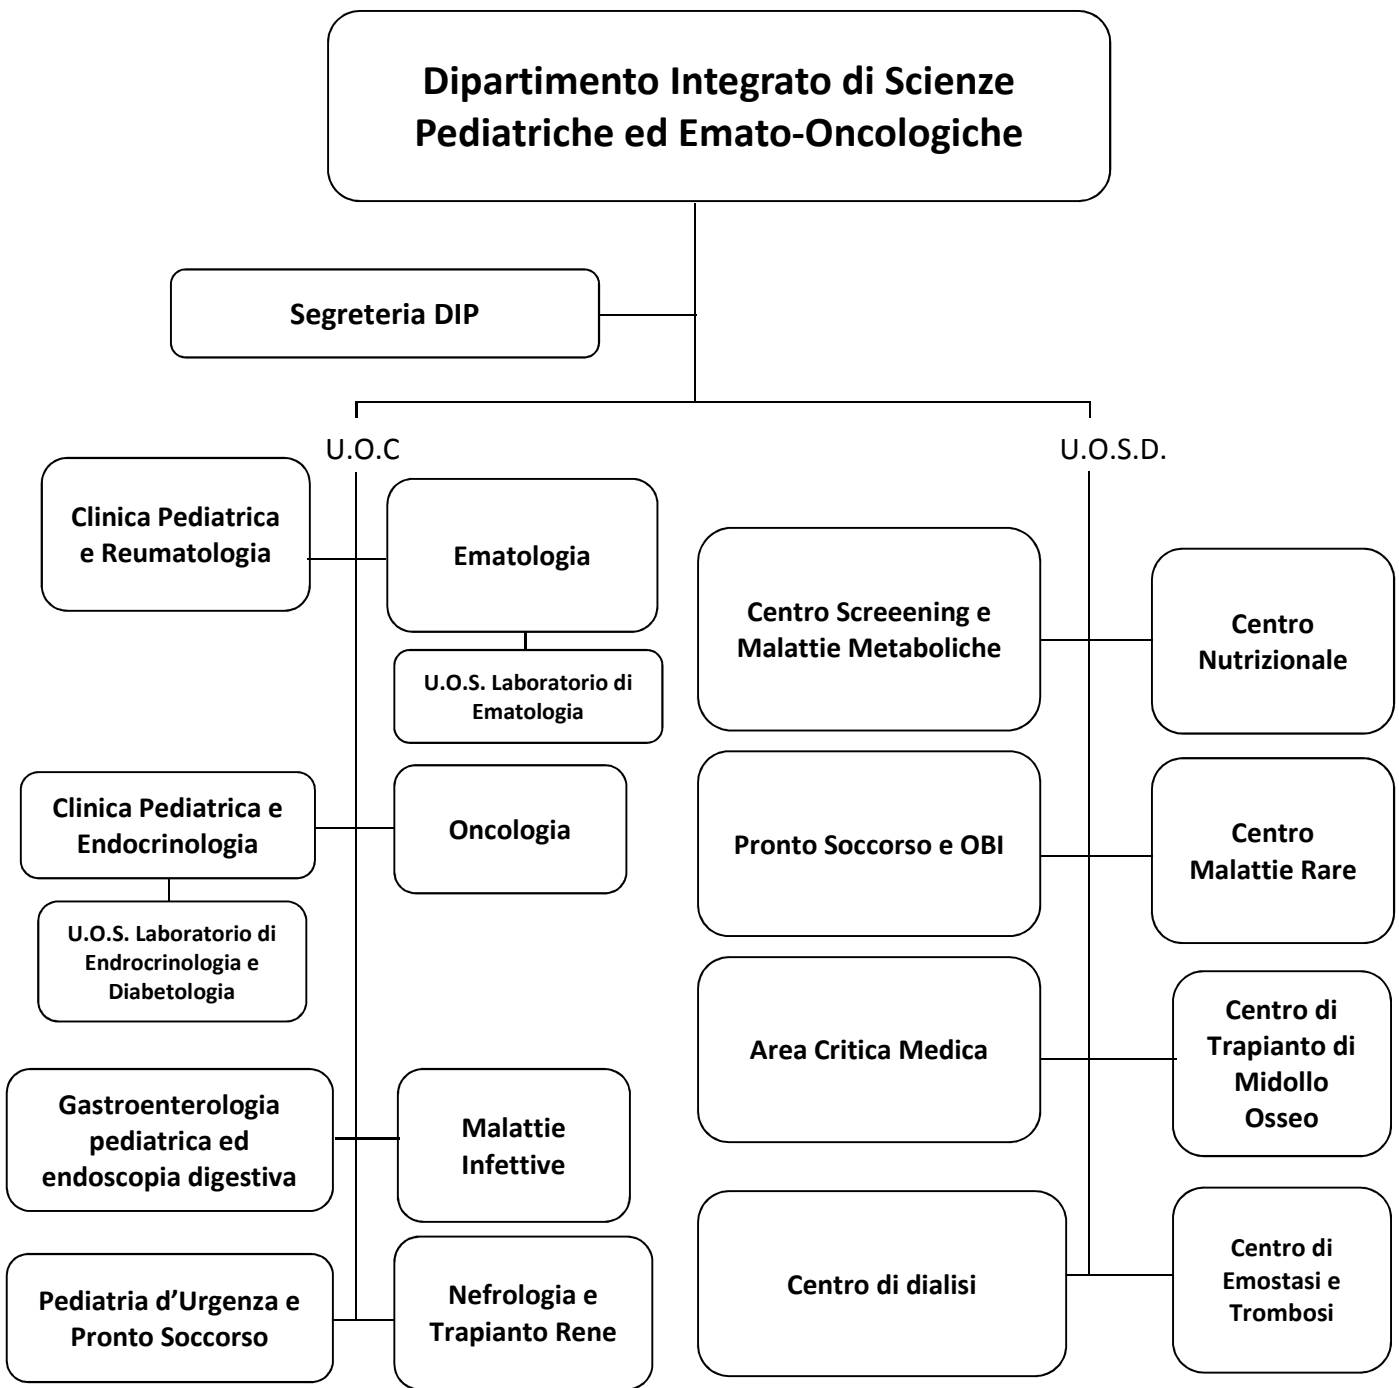 Dipartimento Integrato di Scienze
Pediatriche ed Emato-Oncologiche
Segreteria DIP
U.O.C
Clinica Pediatrica
e Reumatologia
Ematologia
U.O.S. Laboratorio di
Ematologia
Clinica Pediatrica e
Endocrinologia
Oncologia
U.O.S. Laboratorio di
Endrocrinologia e
Diabetologia
Gastroenterologia
pediatrica ed
endoscopia digestiva
Malattie
Infettive
Pediatria d’Urgenza e
Pronto Soccorso
Nefrologia e
Trapianto Rene
U.O.S.D.
Centro Screeening e
Malattie Metaboliche
Centro
Nutrizionale
Pronto Soccorso e OBI
Centro
Malattie Rare
Area Critica Medica
Centro di
Trapianto di
Midollo
Osseo
Centro di dialisi
Centro di
Emostasi e
Trombosi